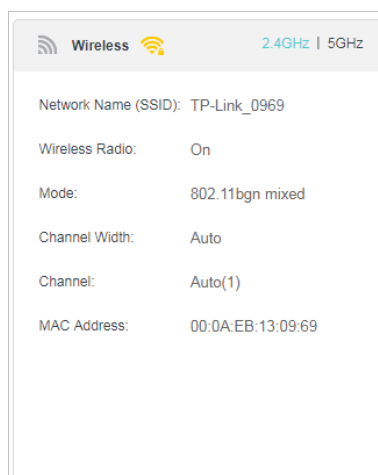 Wireless 2.4GHz | 5GHz
Network Name (SSID): TP-Link_0969
Wireless Radio: On
Mode: 802.11bgn mixed
Channel Width: Auto
Channel: Auto(1)
MAC Address: 00:0A:EB:13:09:69